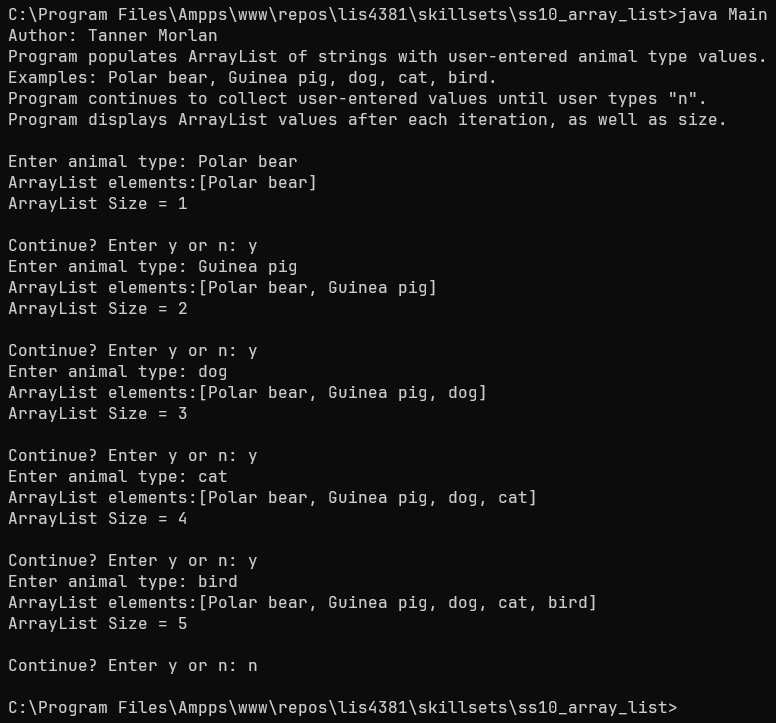 C:\Program Files\Ampps\www\repos\lis4381\skillsets\ss10_array_list>java Main
Author: Tanner Morlan
Program populates ArrayList of strings with user-entered animal type values.
Examples: Polar bear, Guinea pig, dog, cat, bird.
Program continues to collect user-entered values until user types "n".
Program displays ArrayList values after each iteration, as well as size.

Enter animal type: Polar bear
ArrayList elements:[Polar bear]
ArrayList Size = 1

Continue? Enter y or n: y
Enter animal type: Guinea pig
ArrayList elements:[Polar bear, Guinea pig]
ArrayList Size = 2

Continue? Enter y or n: y
Enter animal type: dog
ArrayList elements:[Polar bear, Guinea pig, dog]
ArrayList Size = 3

Continue? Enter y or n: y
Enter animal type: cat
ArrayList elements:[Polar bear, Guinea pig, dog, cat]
ArrayList Size = 4

Continue? Enter y or n: y
Enter animal type: bird
ArrayList elements:[Polar bear, Guinea pig, dog, cat, bird]
ArrayList Size = 5

Continue? Enter y or n: n

C:\Program Files\Ampps\www\repos\lis4381\skillsets\ss10_array_list>